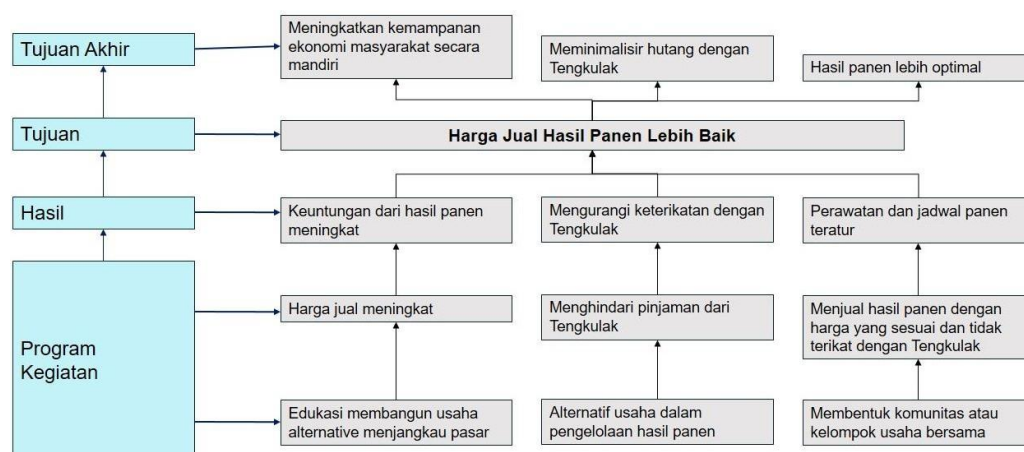 Tujuan Akhir
Meningkatkan kemampanan
ekonomi masyarakat secara
mandiri
Meminimalisir hutang dengan
Tengkulak
Hasil panen lebih optimal
Tujuan
Harga Jual Hasil Panen Lebih Baik
Hasil
Keuntungan dari hasil panen
meningkat
Mengurangi keterikatan dengan
Tengkulak
Perawatan dan jadwal panen
teratur
Program
Kegiatan
Harga jual meningkat
Menghindari pinjaman dari
Tengkulak
Menjual hasil panen dengan
harga yang sesuai dan tidak
terikat dengan Tengkulak
Edukasi membangun usaha
alternative menjangkau pasar
Alternatif usaha dalam
pengelolaan hasil panen
Membentuk komunitas atau
kelompok usaha bersama